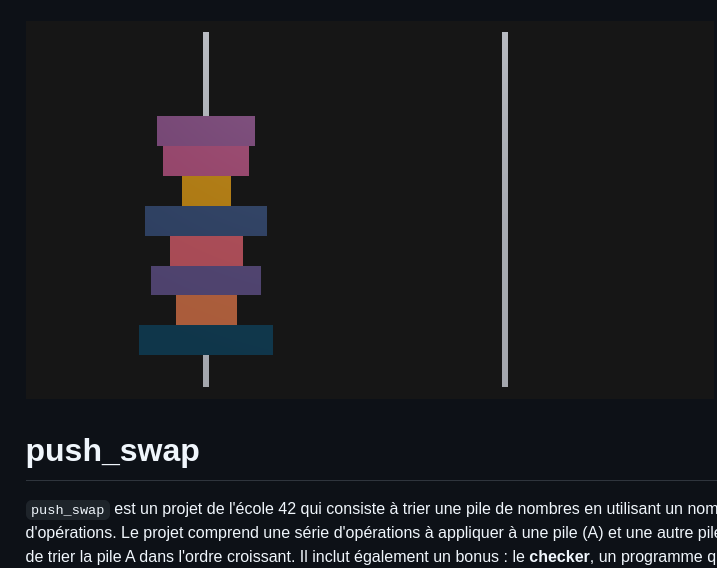 push_swap
push_swap est un projet de l'école 42 qui consiste à trier une pile de nombres en utilisant un nom
d'opérations. Le projet comprend une série d'opérations à appliquer à une pile (A) et une autre pile
de trier la pile A dans l'ordre croissant. Il inclut également un bonus : le checker, un programme q